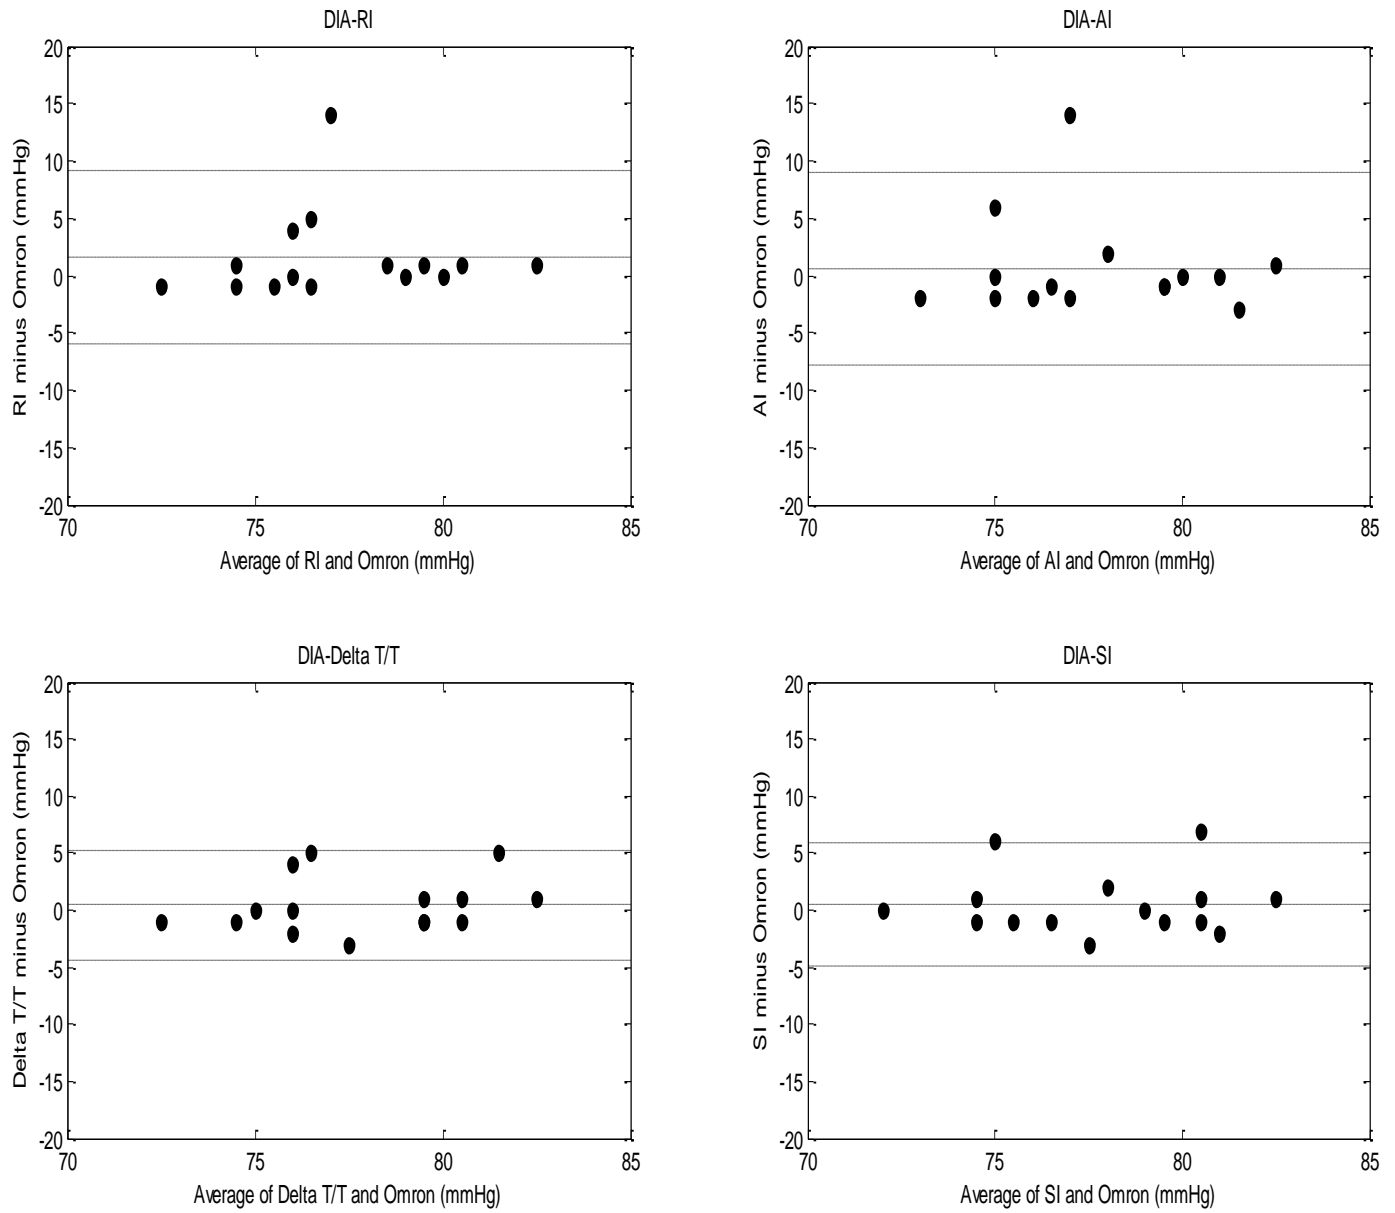 DIA-RI
20
15
10
5
0
-5
-10
-15
-20
70 75 80 85
RI minus Omron (mmHg)
Average of RI and Omron (mmHg)
DIA-AI
20
15
10
5
0
-5
-10
-15
-20
70 75 80 85
AI minus Omron (mmHg)
Average of AI and Omron (mmHg)
DIA-Delta T/T
20
15
10
5
0
-5
-10
-15
-20
70 75 80 85
Delta T/T minus Omron (mmHg)
Average of Delta T/T and Omron (mmHg)
DIA-SI
20
15
10
5
0
-5
-10
-15
-20
70 75 80 85
SI minus Omron (mmHg)
Average of SI and Omron (mmHg)